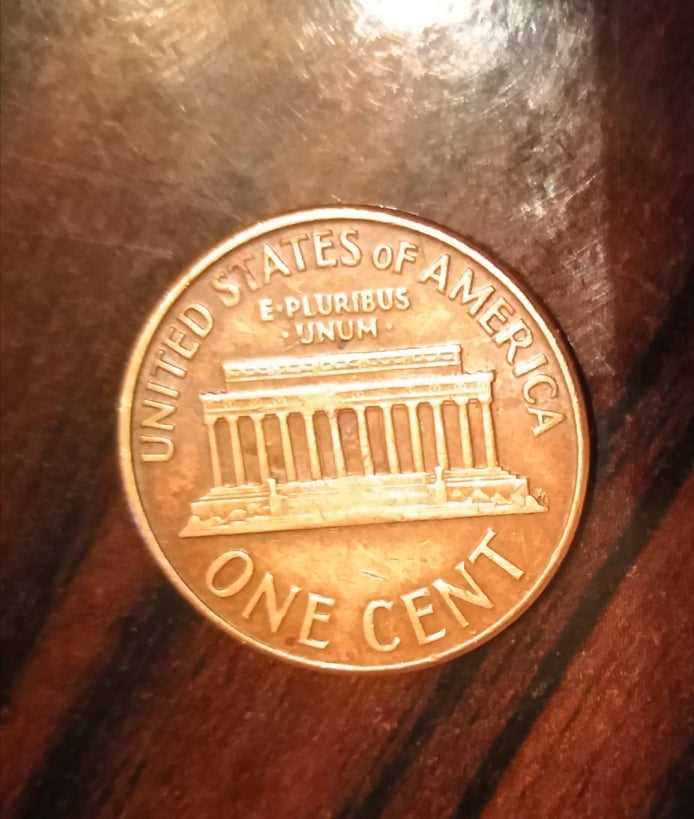 UNITED STATES OF AMERICA
E·PLURIBUS
·UNUM·
ONE CENT